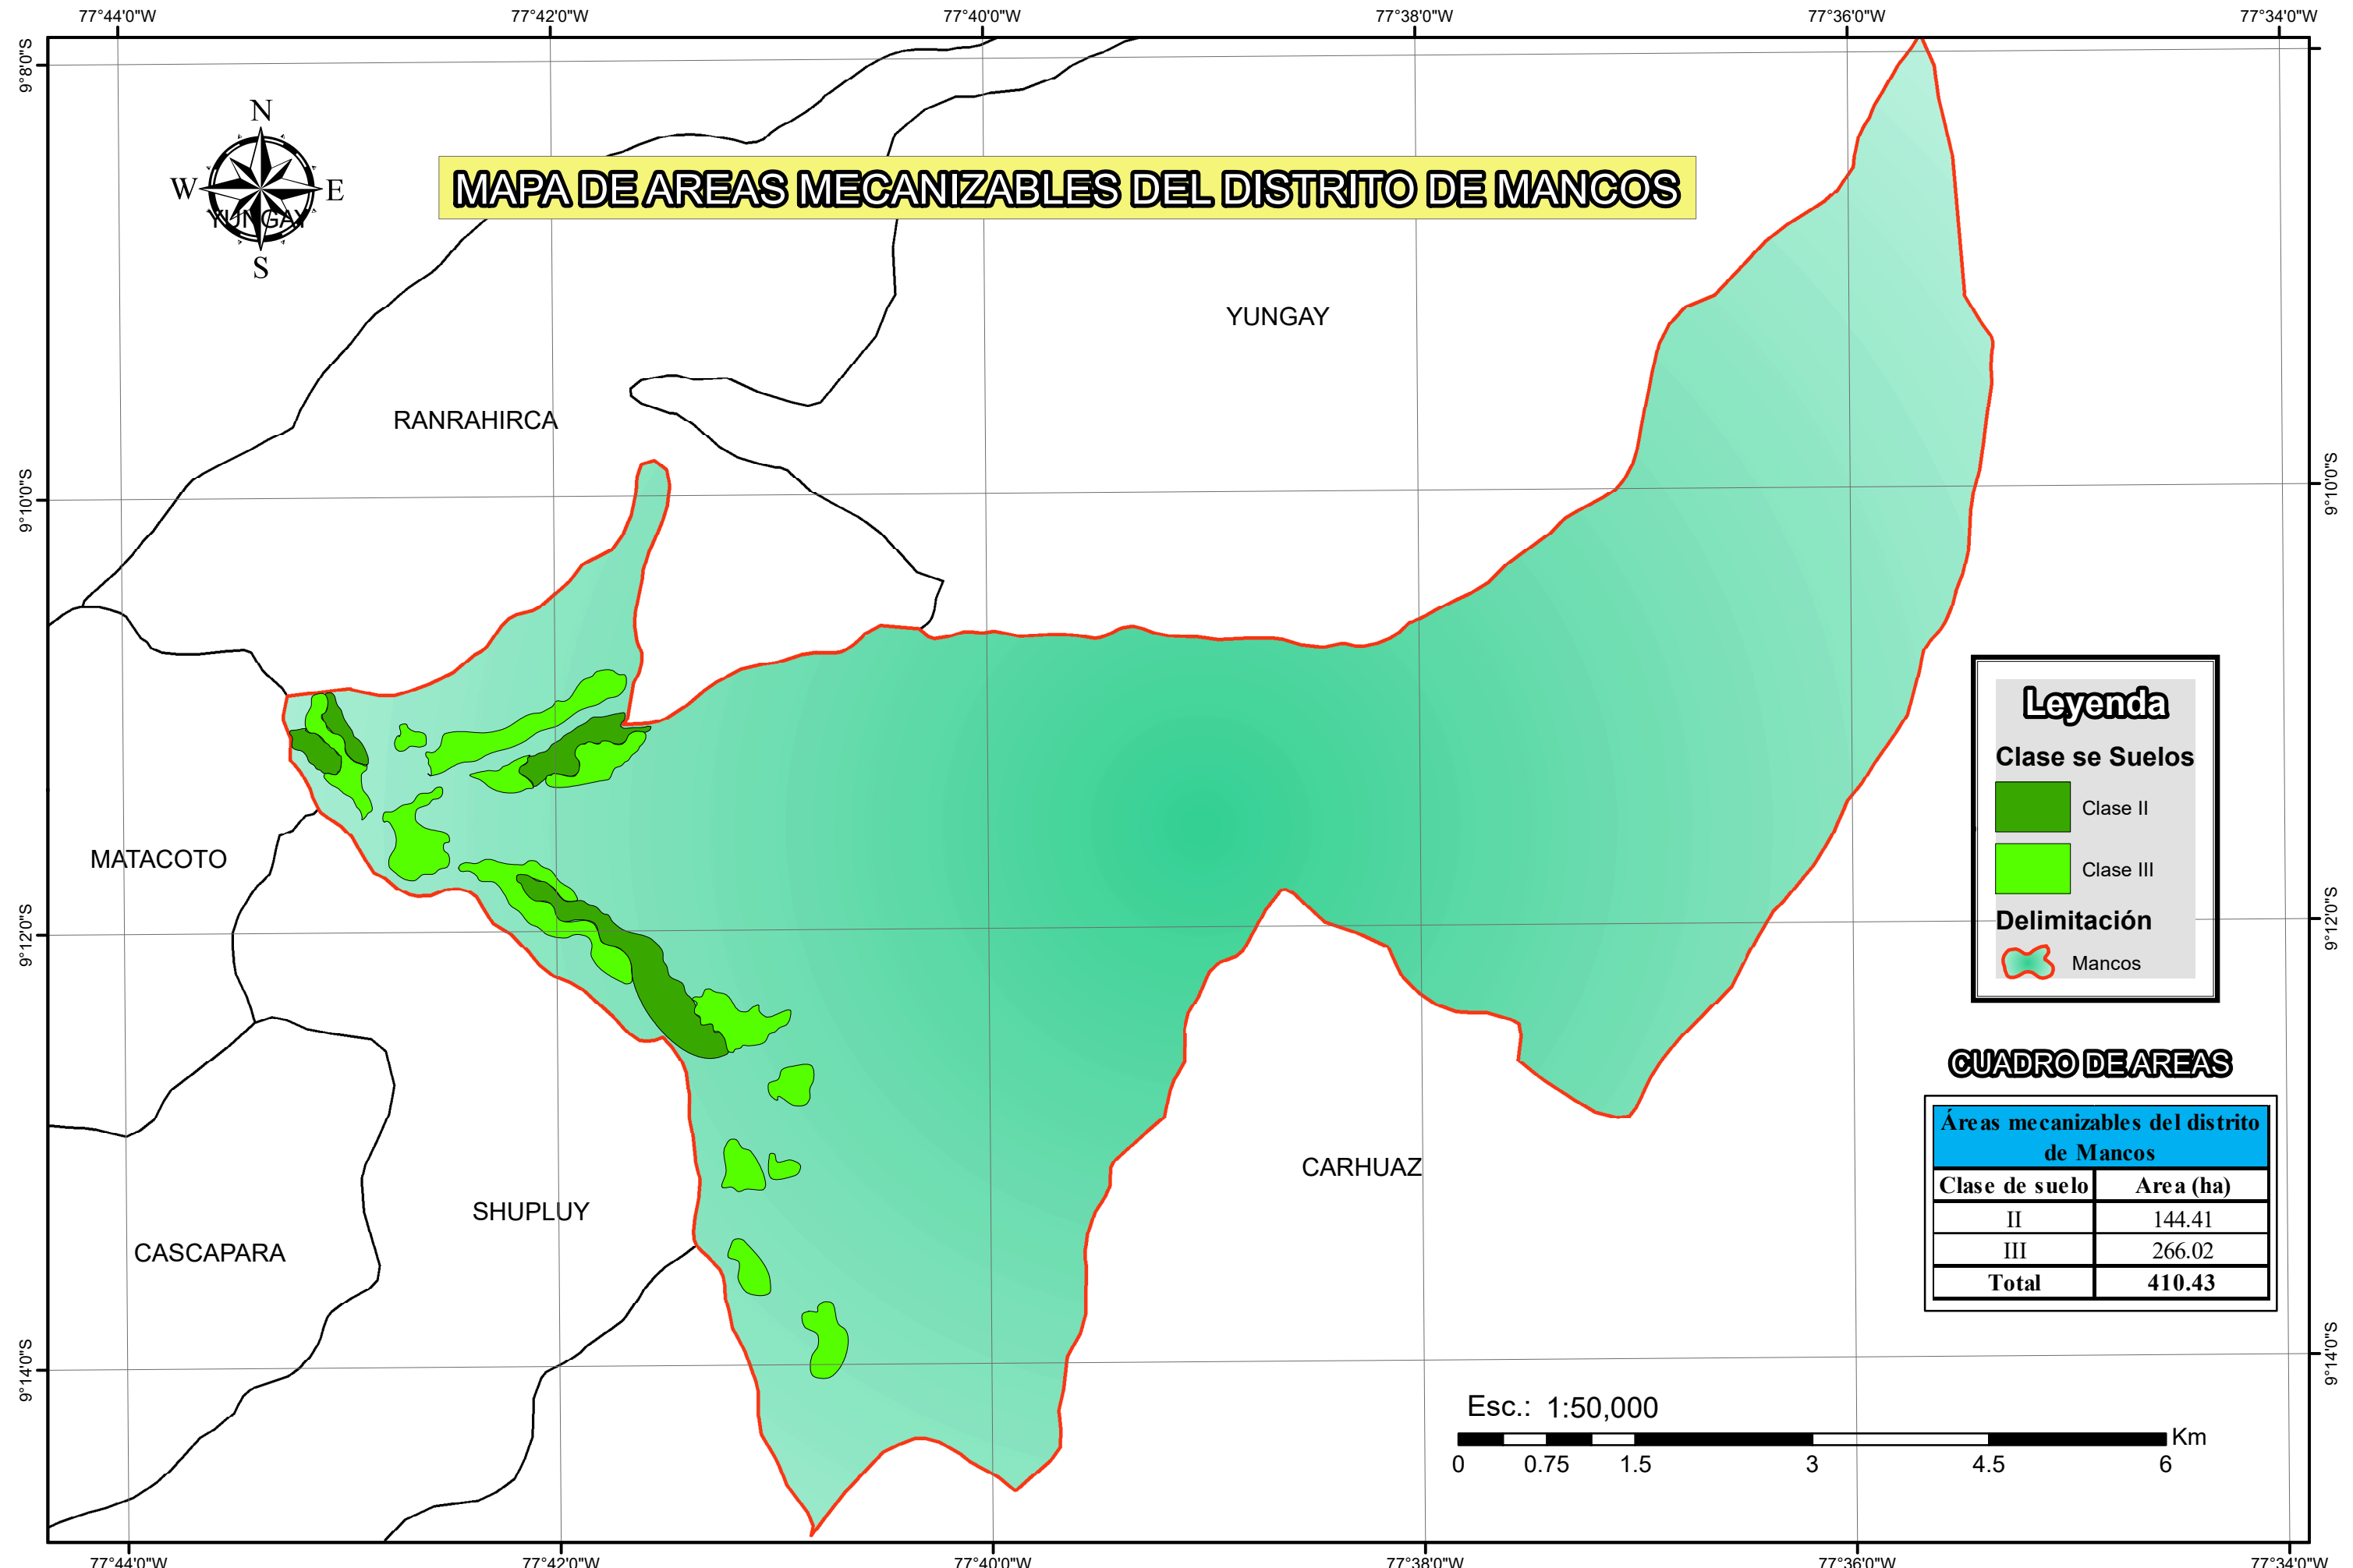 77°44'0"W 77°42'0"W 77°40'0"W 77°38'0"W 77°36'0"W 77°34'0"W
9°8'0"S
N
W E
YUNGAY
S
MAPA DE AREAS MECANIZABLES DEL DISTRITO DE MANCOS
YUNGAY
RANRAHIRCA
9°10'0"S 9°10'0"S
MATACOTO
9°12'0"S 9°12'0"S
Leyenda
Clase se Suelos
Clase II
Clase III
Delimitación
Mancos
CARHUAZ
SHUPLUY
CASCAPARA
CUADRO DE AREAS
Áreas mecanizables del distrito
de Mancos
Clase de suelo Area (ha)
II 144.41
III 266.02
Total 410.43
9°14'0"S 9°14'0"S
Esc.: 1:50,000
Km
0 0.75 1.5 3 4.5 6
77°44'0"W 77°42'0"W 77°40'0"W 77°38'0"W 77°36'0"W 77°34'0"W